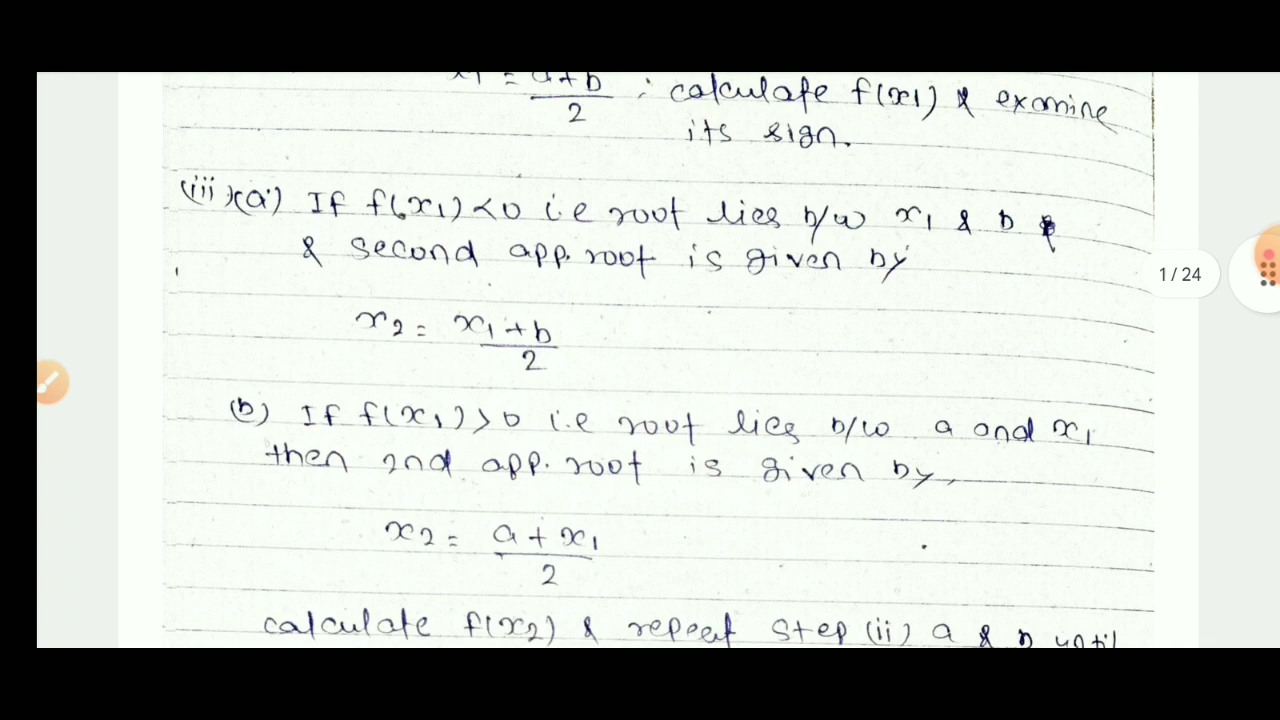 x1 = a+b
2 : calculate f(x1) & examine
its sign.
(iii)(a) If f(x1)<0 i.e root lies b/w x1 & b
& second app. root is given by
x2 = x1+b
2
(b) If f(x1)>0 i.e root lies b/w a and x1
then 2nd app. root is given by,
x2 = a+x1
2
calculate f(x2) & repeat step (ii) a & b until
1 / 24